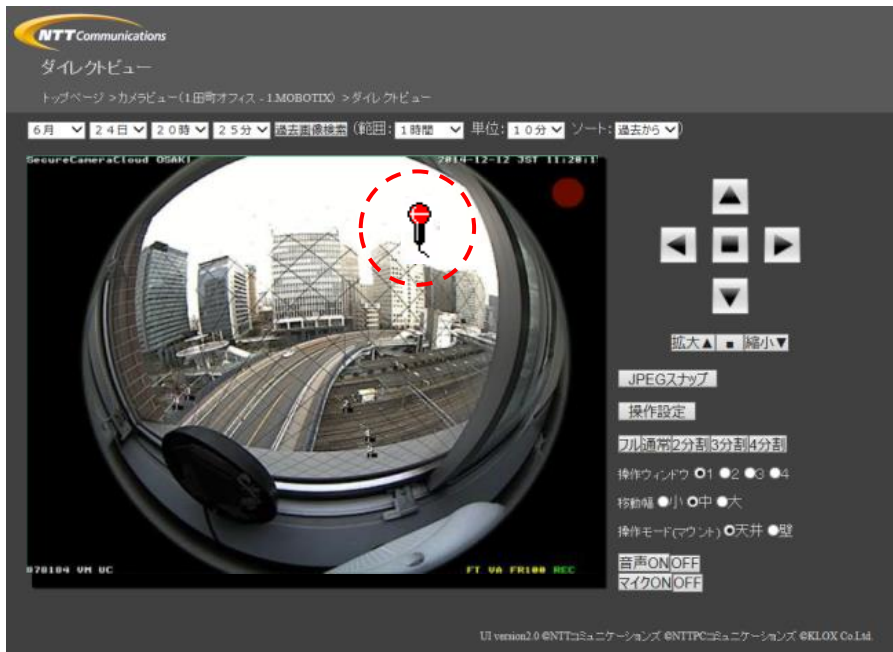 NTT Communications
ダイレクトビュー
トップページ >カメラビュー(1.田町オフィス - 1.MOBOTIX) >ダイレクトビュー
6月 24日 20時 25分 過去画像検索 (範囲: 1時間 単位: 10分 ソート: 過去から )
SecureCameraCloud OSAKI 2014-12-12 JST 11:20:1
拡大▲ ■ 縮小▼
JPEGスナップ
操作設定
フル 通常 2分割 3分割 4分割
操作ウィンドウ 1 2 3 4
移動幅 小 中 大
操作モード(マウント) 天井 壁
音声ON OFF
マイクON OFF
070104 VM UC FT VA FR100 REC
UI version2.0 ©NTTコミュニケーションズ ©NTTPCコミュニケーションズ ©KLOX Co.Ltd.